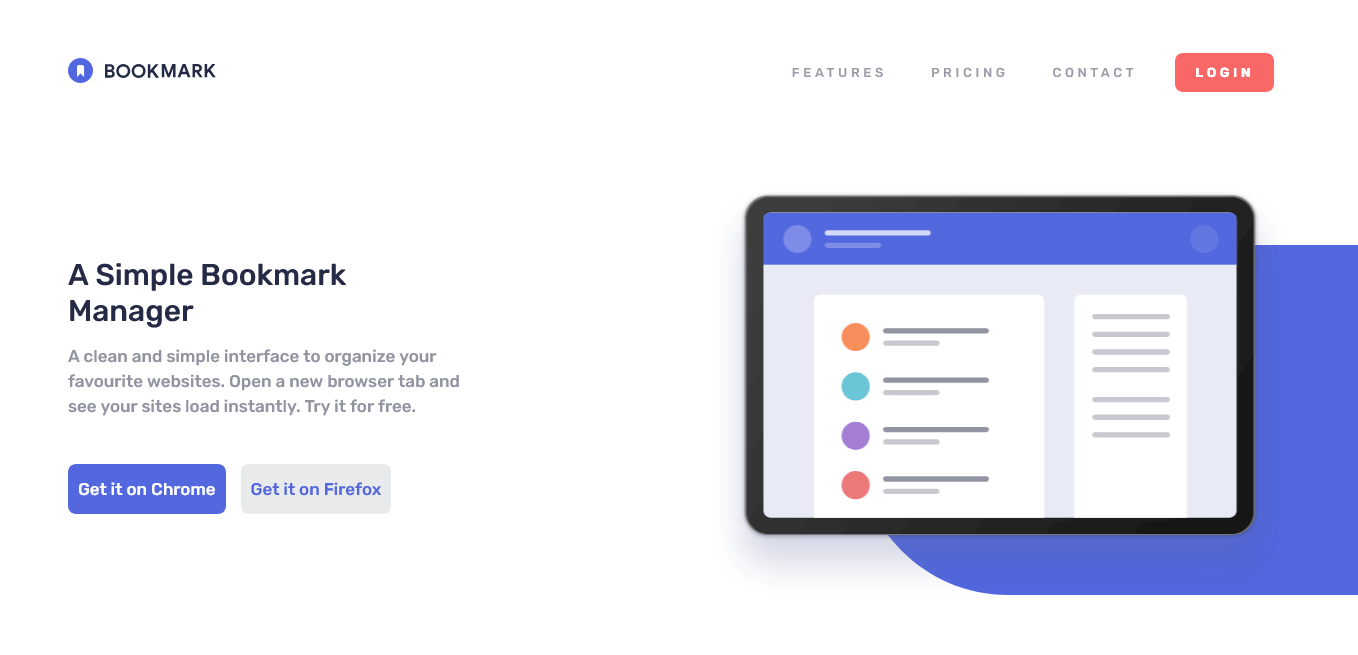 BOOKMARK
FEATURES
PRICING
CONTACT
LOGIN
A Simple Bookmark
Manager
A clean and simple interface to organize your
favourite websites. Open a new browser tab and
see your sites load instantly. Try it for free.
Get it on Chrome
Get it on Firefox